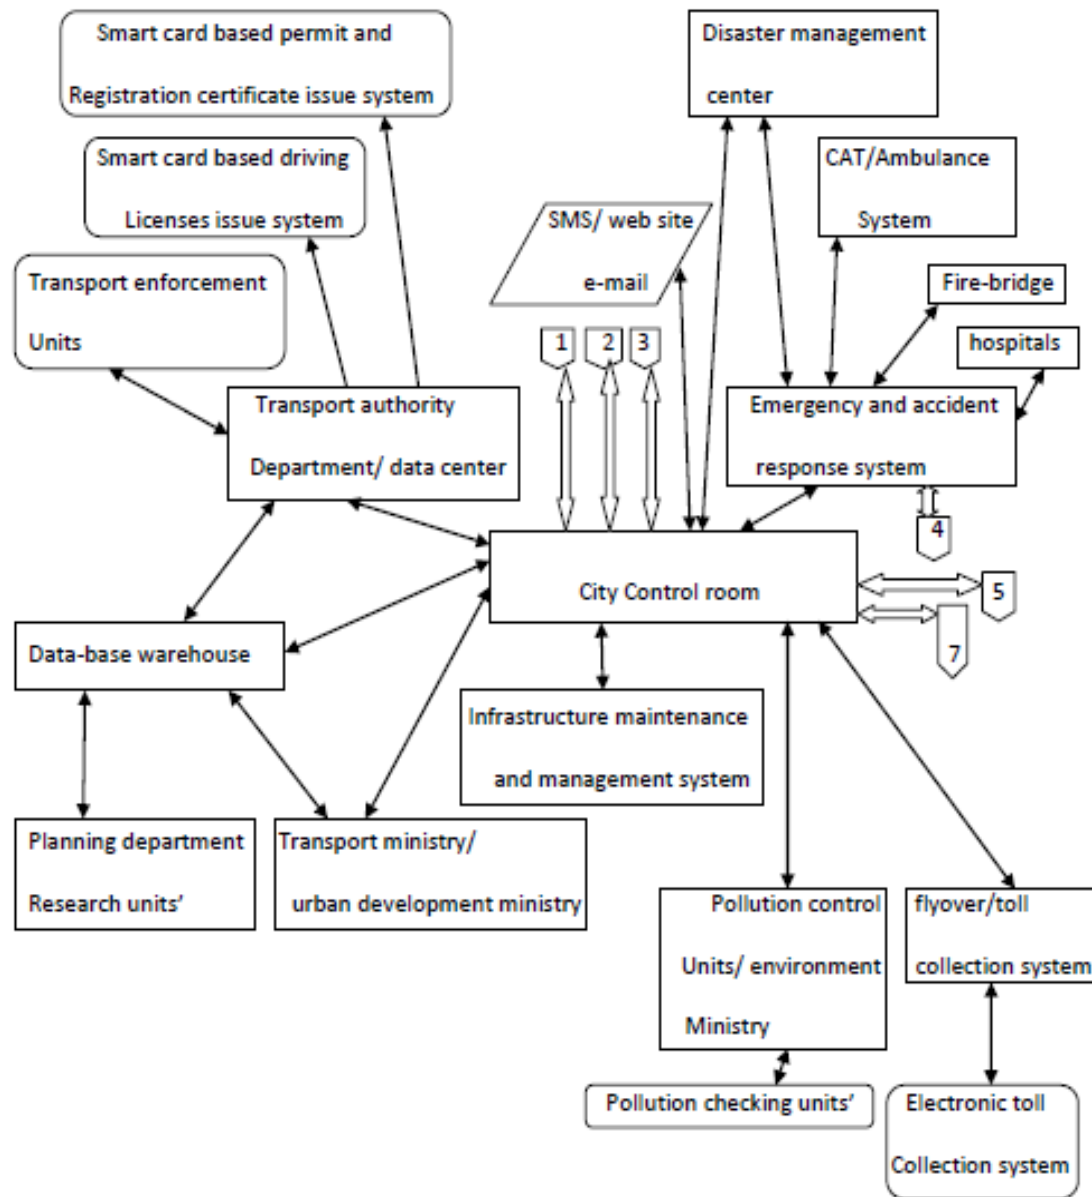 Smart card based permit and
Registration certificate issue system
Disaster management
center
Smart card based driving
Licenses issue system
CAT/Ambulance
System
SMS/ web site
e-mail
Transport enforcement
Units
Fire-bridge
hospitals
1
2
3
Transport authority
Department/ data center
Emergency and accident
response system
4
City Control room
5
7
Data-base warehouse
Infrastructure maintenance
and management system
Planning department
Research units'
Transport ministry/
urban development ministry
Pollution control
Units/ environment
Ministry
flyover/toll
collection system
Pollution checking units'
Electronic toll
Collection system